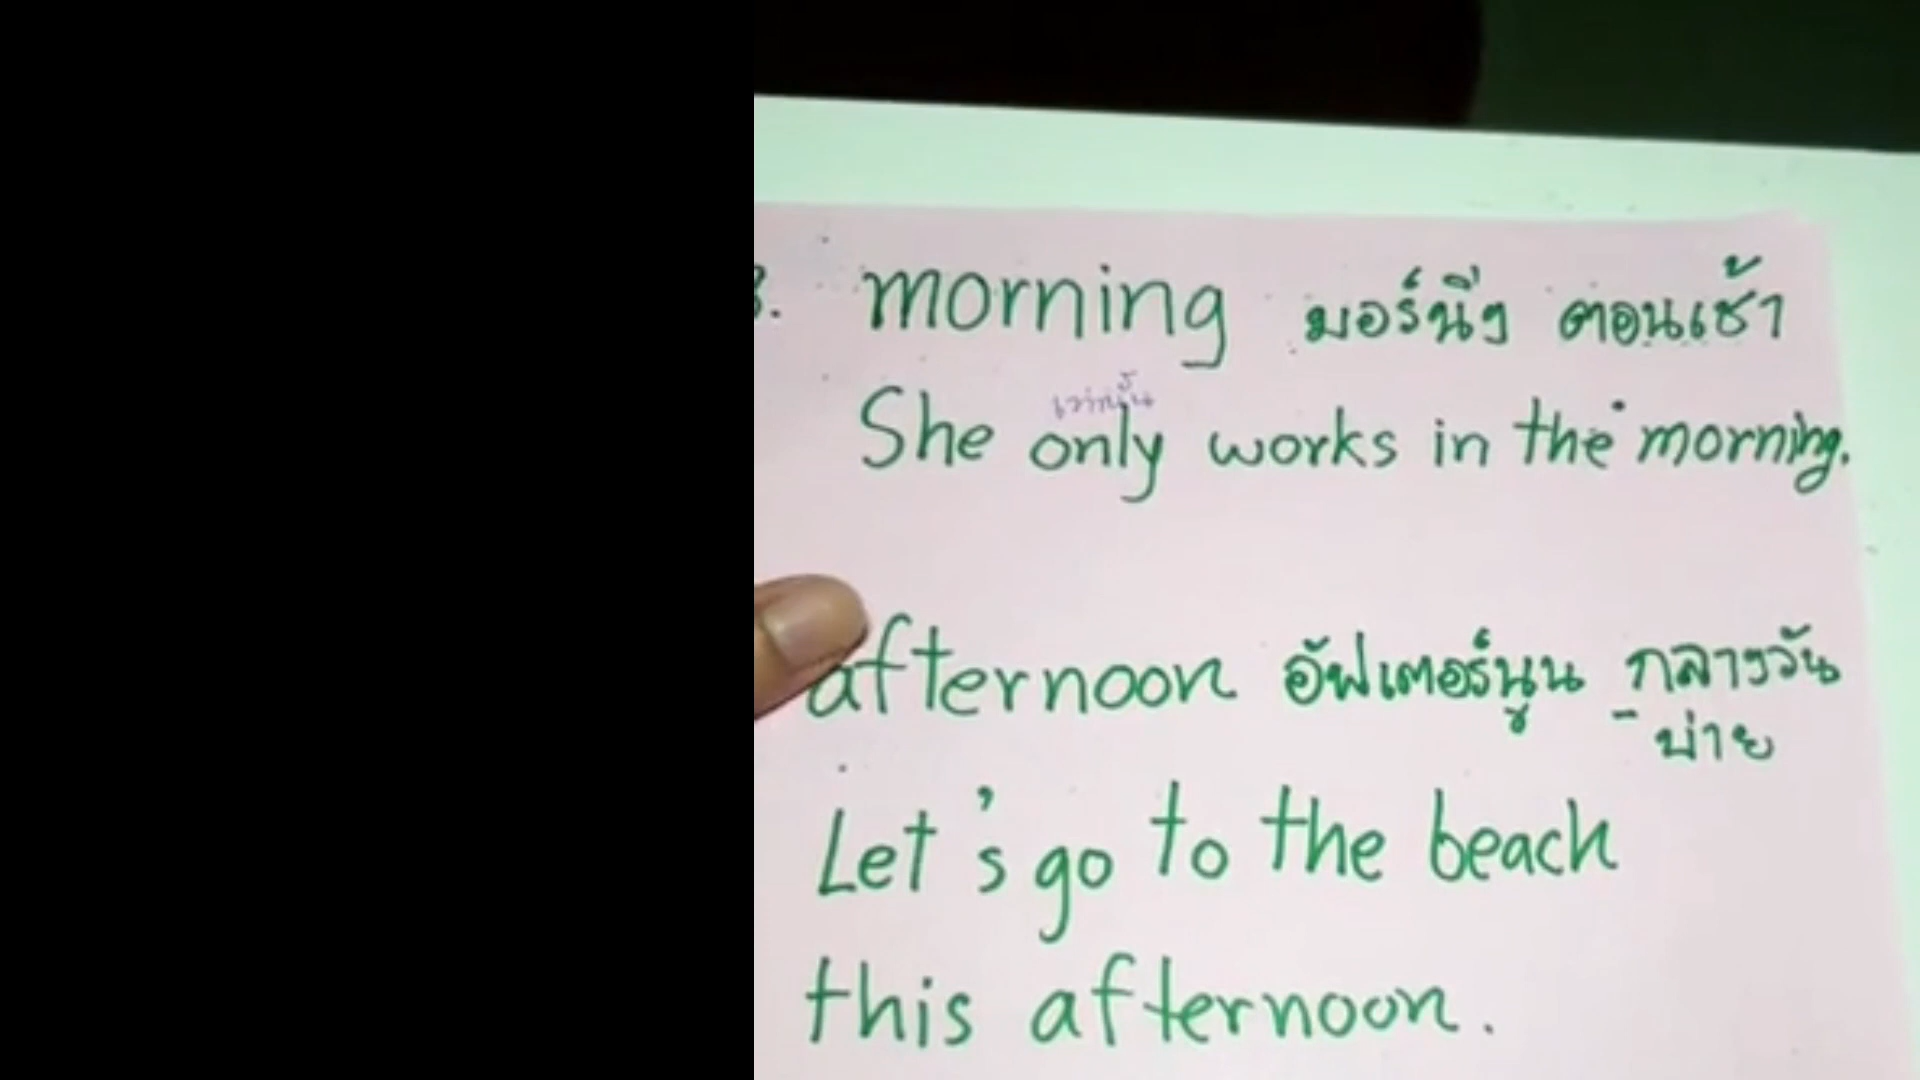 3. morning มอร์นิ่ง ตอนเช้า
เท่านั้น
She only works in the morning.
afternoon อัฟเตอร์นูน กลางวัน
- บ่าย
Let's go to the beach
this afternoon.